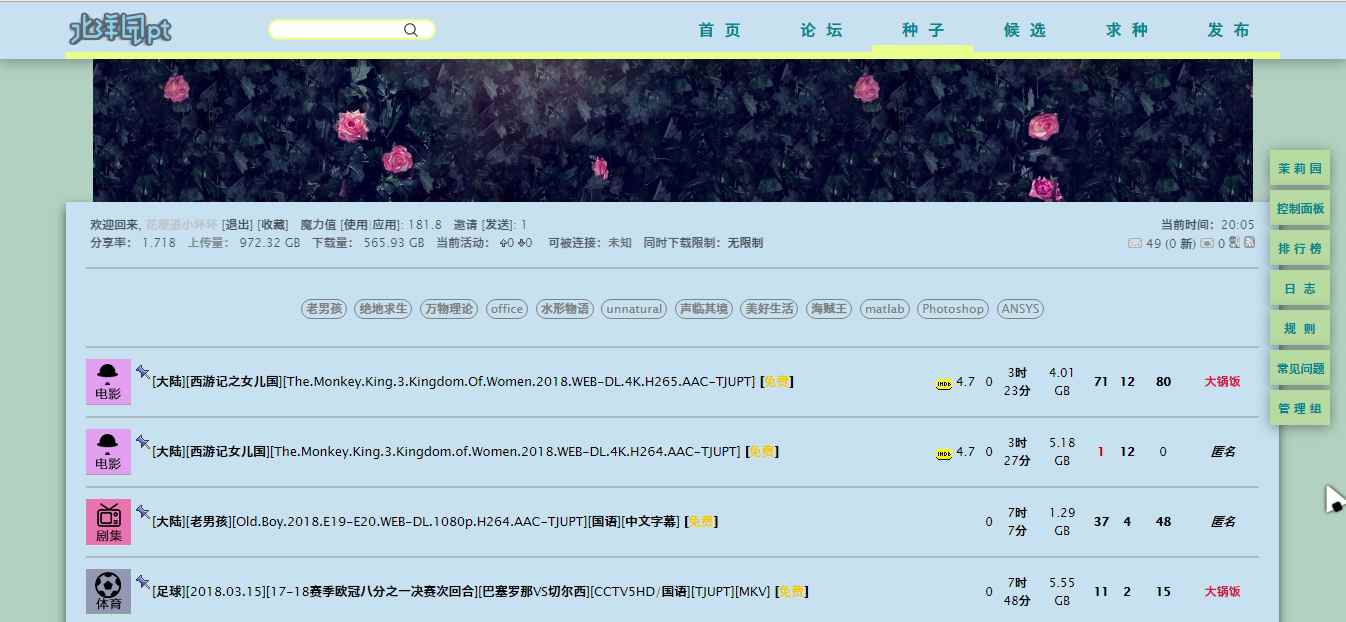 北洋园pt
首页 论坛 种子 候选 求种 发布
茉莉园
控制面板
排行榜
日志
规则
常见问题
管理组
[退出] [收藏] 魔力值 [使用|应用]: 181.8 邀请 [发送]: 1 当前时间：20:05
分享率： 1.718 上传量： 972.32 GB 下载量： 565.93 GB 当前活动： 0 0 可被连接：未知 同时下载限制：无限制 49 (0 新) 0
老男孩 绝地求生 万物理论 office 水形物语 unnatural 声临其境 美好生活 海贼王 matlab Photoshop ANSYS
电影 [大陆][西游记之女儿国][The.Monkey.King.3.Kingdom.Of.Women.2018.WEB-DL.4K.H265.AAC-TJUPT] [免费] IMDb 4.7 0 3时23分 4.01 GB 71 12 80 大锅饭
电影 [大陆][西游记女儿国][The.Monkey.King.3.Kingdom.of.Women.2018.WEB-DL.4K.H264.AAC-TJUPT] [免费] IMDb 4.7 0 3时27分 5.18 GB 1 12 0 匿名
剧集 [大陆][老男孩][Old.Boy.2018.E19-E20.WEB-DL.1080p.H264.AAC-TJUPT][国语][中文字幕] [免费] 0 7时7分 1.29 GB 37 4 48 匿名
体育 [足球][2018.03.15][17-18赛季欧冠八分之一决赛次回合][巴塞罗那VS切尔西][CCTV5HD/国语][TJUPT][MKV] [免费] 0 7时48分 5.55 GB 11 2 15 大锅饭